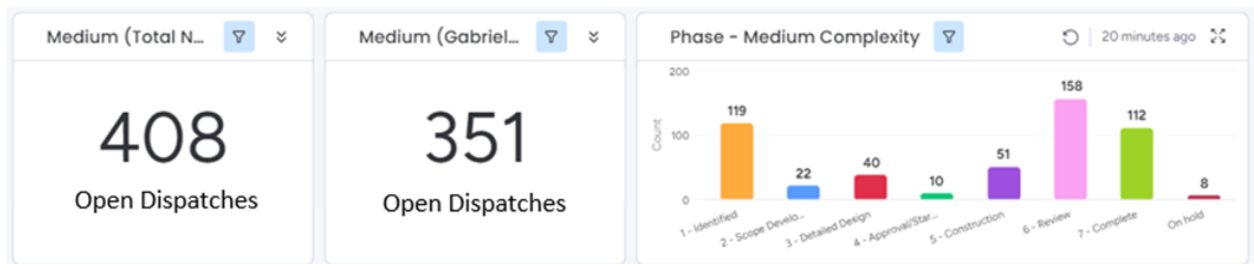 Medium (Total N...
408
Open Dispatches
Medium (Gabriel...
351
Open Dispatches
Phase - Medium Complexity
20 minutes ago
Count
200
100
0
119
22
40
10
51
158
112
8
1 - Identified
2 - Scope Develo...
3 - Detailed Design
4 - Approval/Star...
5 - Construction
6 - Review
7 - Complete
On hold